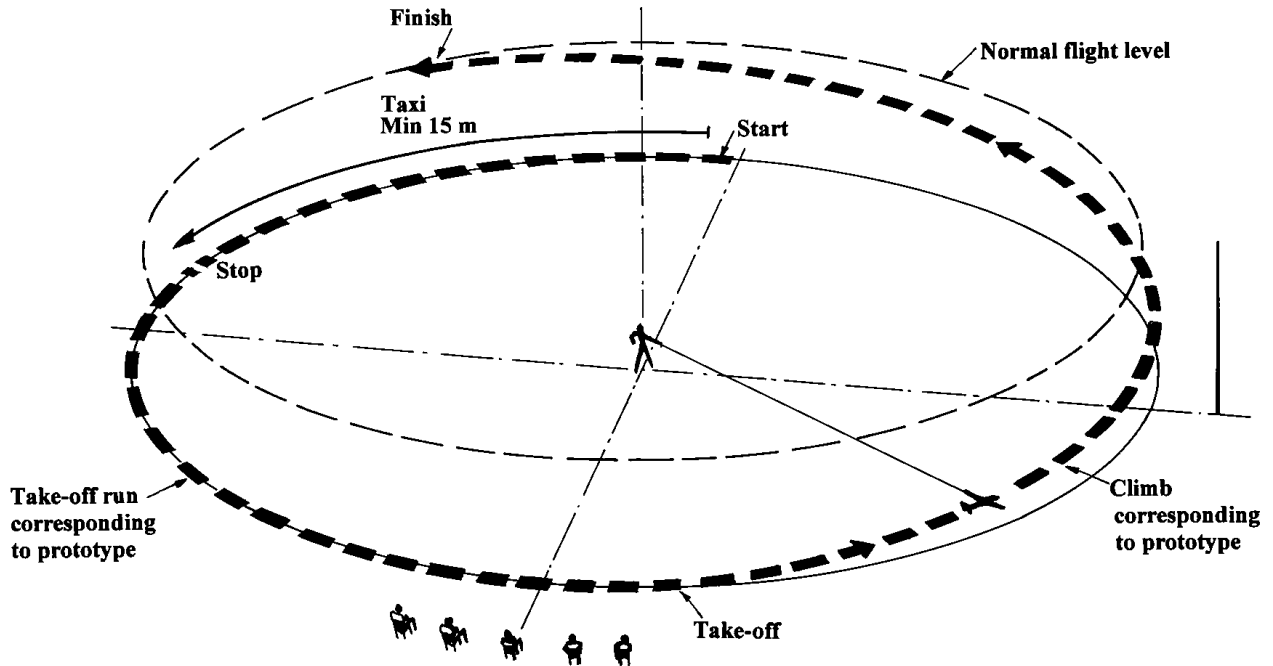 Finish
Normal flight level
Taxi
Min 15 m
Start
Stop
Take-off run
corresponding
to prototype
Climb
corresponding
to prototype
Take-off